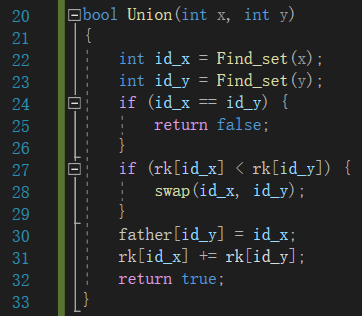 20 bool Union(int x, int y)
21 {
22     int id_x = Find_set(x);
23     int id_y = Find_set(y);
24     if (id_x == id_y) {
25         return false;
26     }
27     if (rk[id_x] < rk[id_y]) {
28         swap(id_x, id_y);
29     }
30     father[id_y] = id_x;
31     rk[id_x] += rk[id_y];
32     return true;
33 }